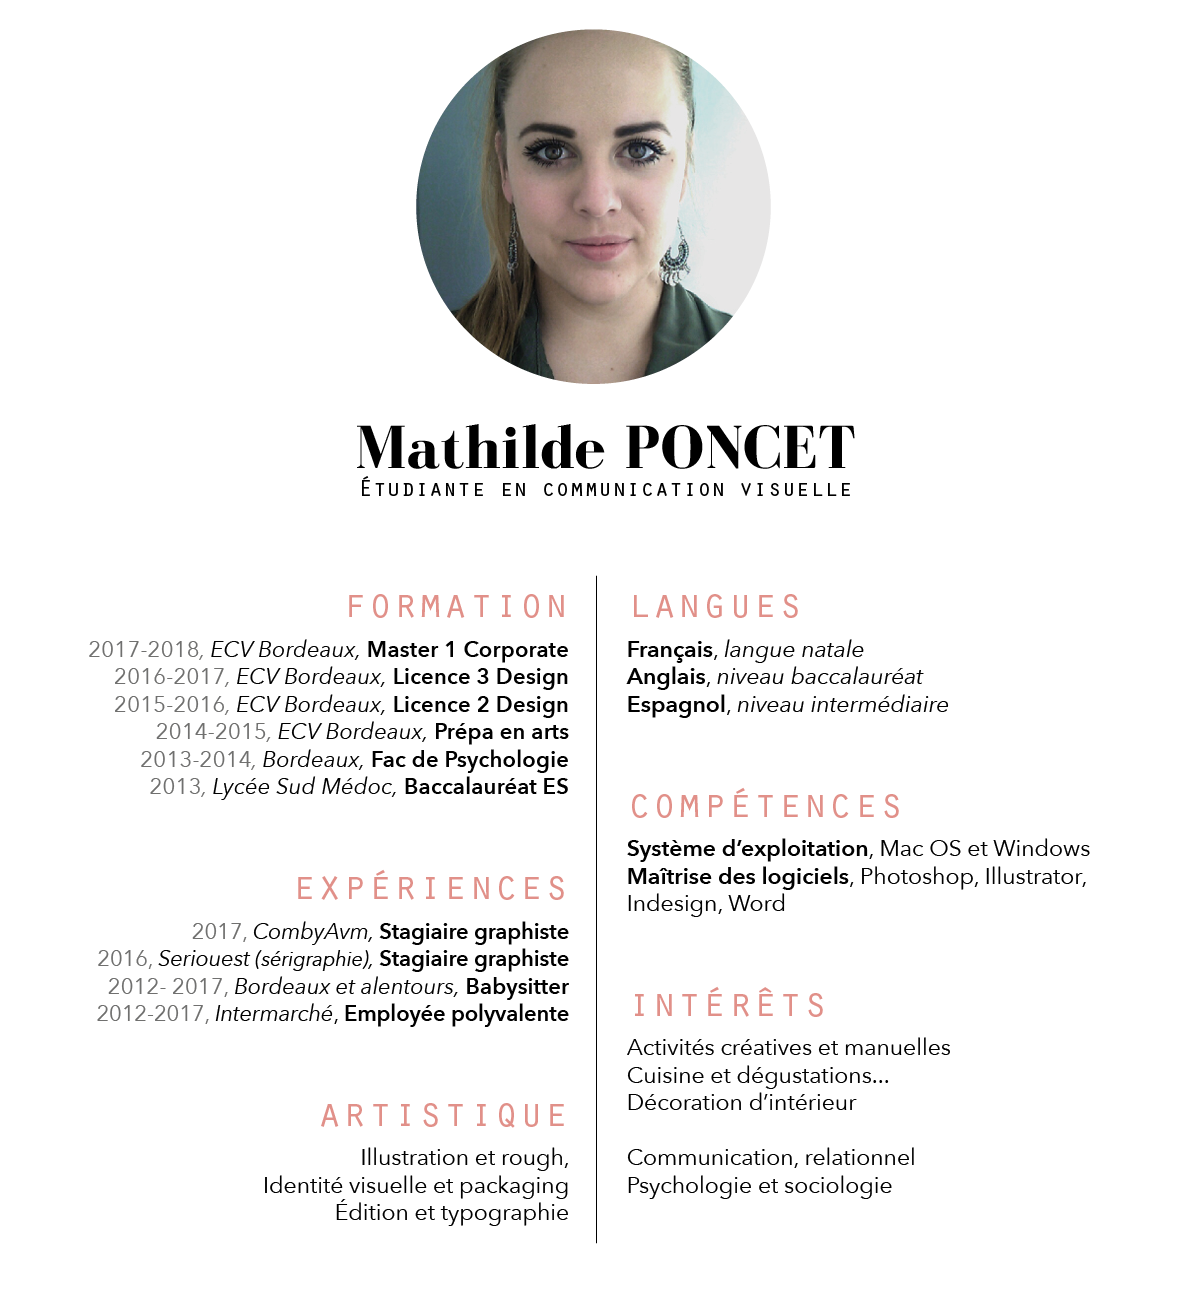 Mathilde PONCET
Étudiante en communication visuelle
FORMATION
2017-2018, ECV Bordeaux, Master 1 Corporate
2016-2017, ECV Bordeaux, Licence 3 Design
2015-2016, ECV Bordeaux, Licence 2 Design
2014-2015, ECV Bordeaux, Prépa en arts
2013-2014, Bordeaux, Fac de Psychologie
2013, Lycée Sud Médoc, Baccalauréat ES
EXPÉRIENCES
2017, CombyAvm, Stagiaire graphiste
2016, Seriouest (sérigraphie), Stagiaire graphiste
2012- 2017, Bordeaux et alentours, Babysitter
2012-2017, Intermarché, Employée polyvalente
ARTISTIQUE
Illustration et rough,
Identité visuelle et packaging
Édition et typographie
LANGUES
Français, langue natale
Anglais, niveau baccalauréat
Espagnol, niveau intermédiaire
COMPÉTENCES
Système d’exploitation, Mac OS et Windows
Maîtrise des logiciels, Photoshop, Illustrator,
Indesign, Word
INTÉRÊTS
Activités créatives et manuelles
Cuisine et dégustations...
Décoration d’intérieur
Communication, relationnel
Psychologie et sociologie